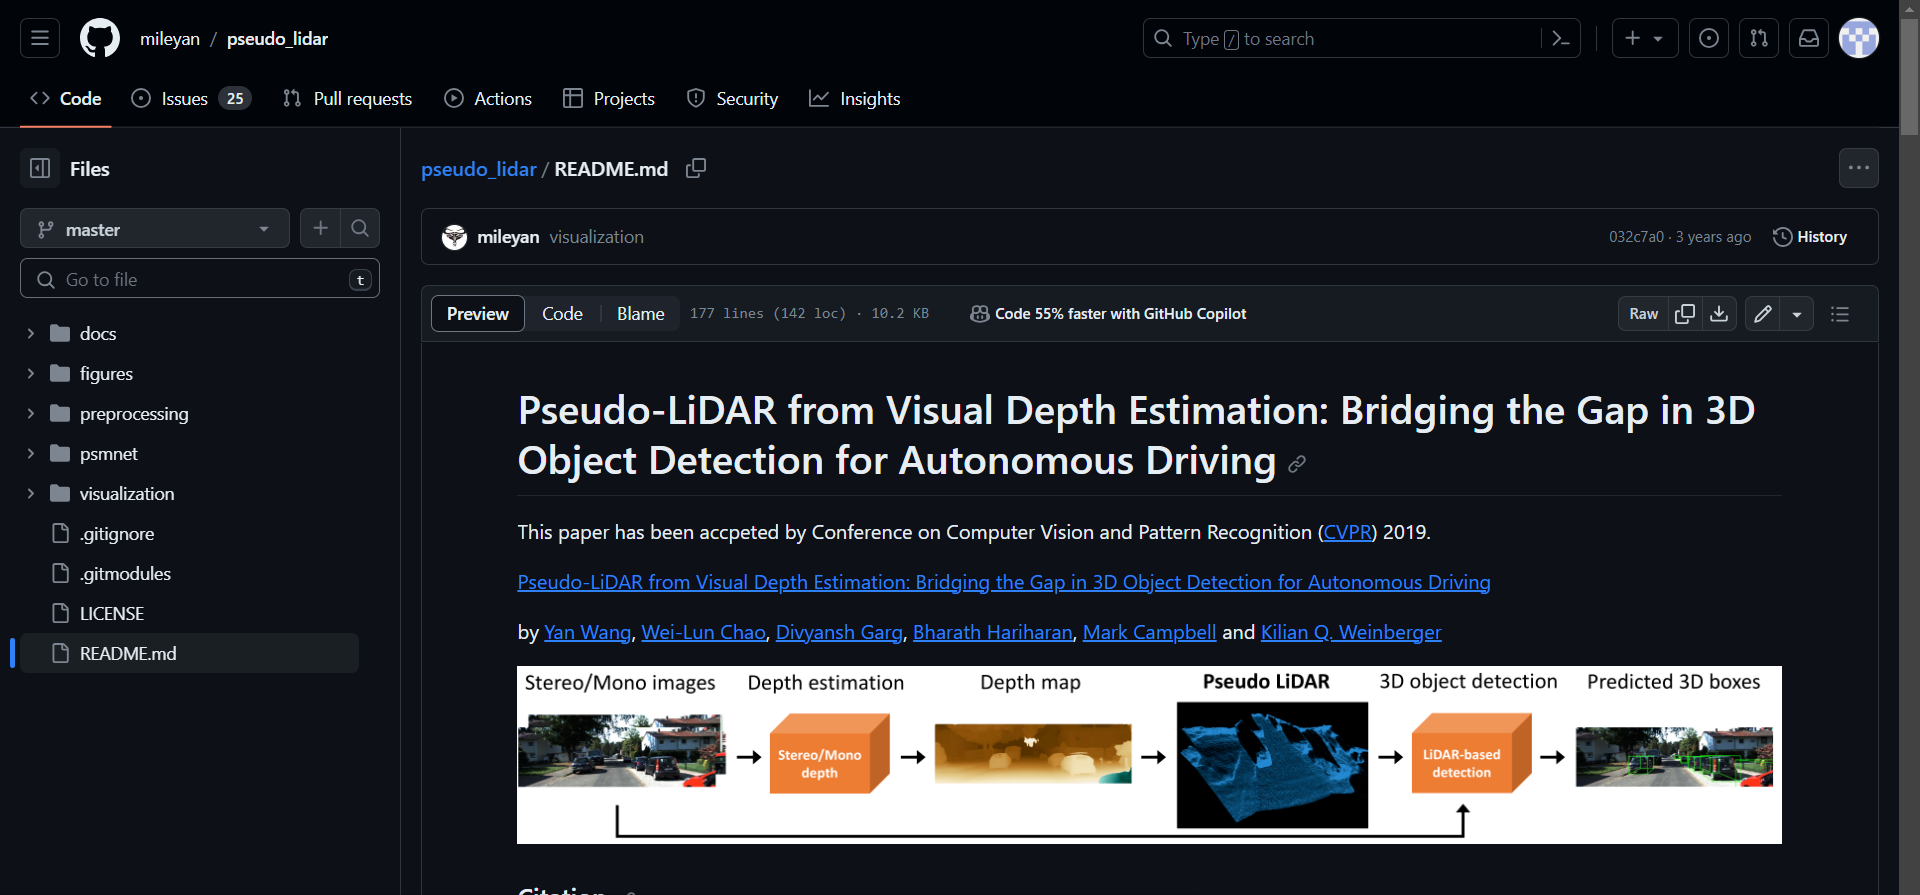 mileyan / pseudo_lidar
Type / to search
Code
Issues 25
Pull requests
Actions
Projects
Security
Insights
Files
master
Go to file
t
docs
figures
preprocessing
psmnet
visualization
.gitignore
.gitmodules
LICENSE
README.md
pseudo_lidar / README.md
mileyan visualization
032c7a0 · 3 years ago
History
Preview
Code
Blame
177 lines (142 loc) · 10.2 KB
Code 55% faster with GitHub Copilot
Raw
Pseudo-LiDAR from Visual Depth Estimation: Bridging the Gap in 3D
Object Detection for Autonomous Driving
This paper has been accpeted by Conference on Computer Vision and Pattern Recognition (CVPR) 2019.
Pseudo-LiDAR from Visual Depth Estimation: Bridging the Gap in 3D Object Detection for Autonomous Driving
by Yan Wang, Wei-Lun Chao, Divyansh Garg, Bharath Hariharan, Mark Campbell and Kilian Q. Weinberger
Stereo/Mono images
Depth estimation
Depth map
Pseudo LiDAR
3D object detection
Predicted 3D boxes
Stereo/Mono
depth
LiDAR-based
detection
Citation